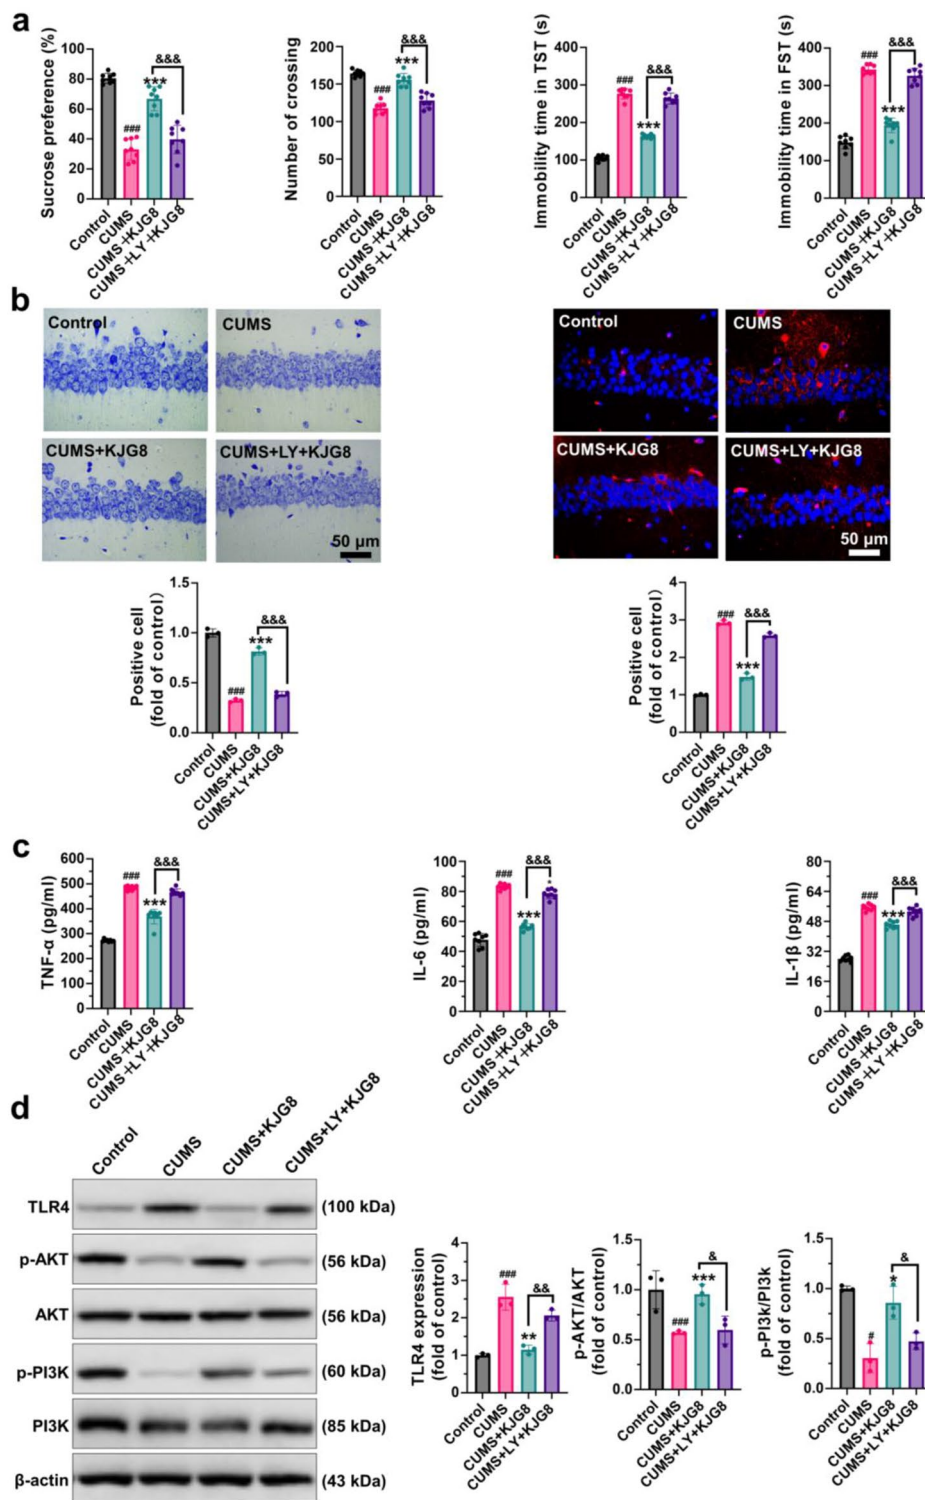 a
Sucrose preference (%)
100
80
60
40
20
0
###
***
&&&
Control
CUMS
CUMS+KJG8
CUMS+LY+KJG8
Number of crossing
200
150
100
50
0
###
***
&&&
Control
CUMS
CUMS+KJG8
CUMS+LY+KJG8
Immobility time in TST (s)
400
300
200
100
0
###
***
&&&
Control
CUMS
CUMS+KJG8
CUMS+LY+KJG8
Immobility time in FST (s)
400
300
200
100
0
###
***
&&&
Control
CUMS
CUMS+KJG8
CUMS+LY+KJG8
b
Control
CUMS
CUMS+KJG8
CUMS+LY+KJG8
50 μm
Control
CUMS
CUMS+KJG8
CUMS+LY+KJG8
50 μm
Positive cell
(fold of control)
1.5
1.0
0.5
0.0
###
***
&&&
Control
CUMS
CUMS+KJG8
CUMS+LY+KJG8
Positive cell
(fold of control)
4
3
2
1
0
###
***
&&&
Control
CUMS
CUMS+KJG8
CUMS+LY+KJG8
c
TNF-α (pg/ml)
600
500
400
300
200
100
0
###
***
&&&
Control
CUMS
CUMS+KJG8
CUMS+LY+KJG8
IL-6 (pg/ml)
100
80
60
40
20
0
###
***
&&&
Control
CUMS
CUMS+KJG8
CUMS+LY+KJG8
IL-1β (pg/ml)
80
64
48
32
16
0
###
***
&&&
Control
CUMS
CUMS+KJG8
CUMS+LY+KJG8
d
Control
CUMS
CUMS+KJG8
CUMS+LY+KJG8
TLR4 (100 kDa)
p-AKT (56 kDa)
AKT (56 kDa)
p-PI3K (60 kDa)
PI3K (85 kDa)
β-actin (43 kDa)
TLR4 expression
(fold of control)
4
3
2
1
0
###
**
&&
Control
CUMS
CUMS+KJG8
CUMS+LY+KJG8
p-AKT/AKT
(fold of control)
1.5
1.0
0.5
0.0
###
***
&
Control
CUMS
CUMS+KJG8
CUMS+LY+KJG8
p-PI3k/PI3k
(fold of control)
1.5
1.0
0.5
0.0
#
*
&
Control
CUMS
CUMS+KJG8
CUMS+LY+KJG8